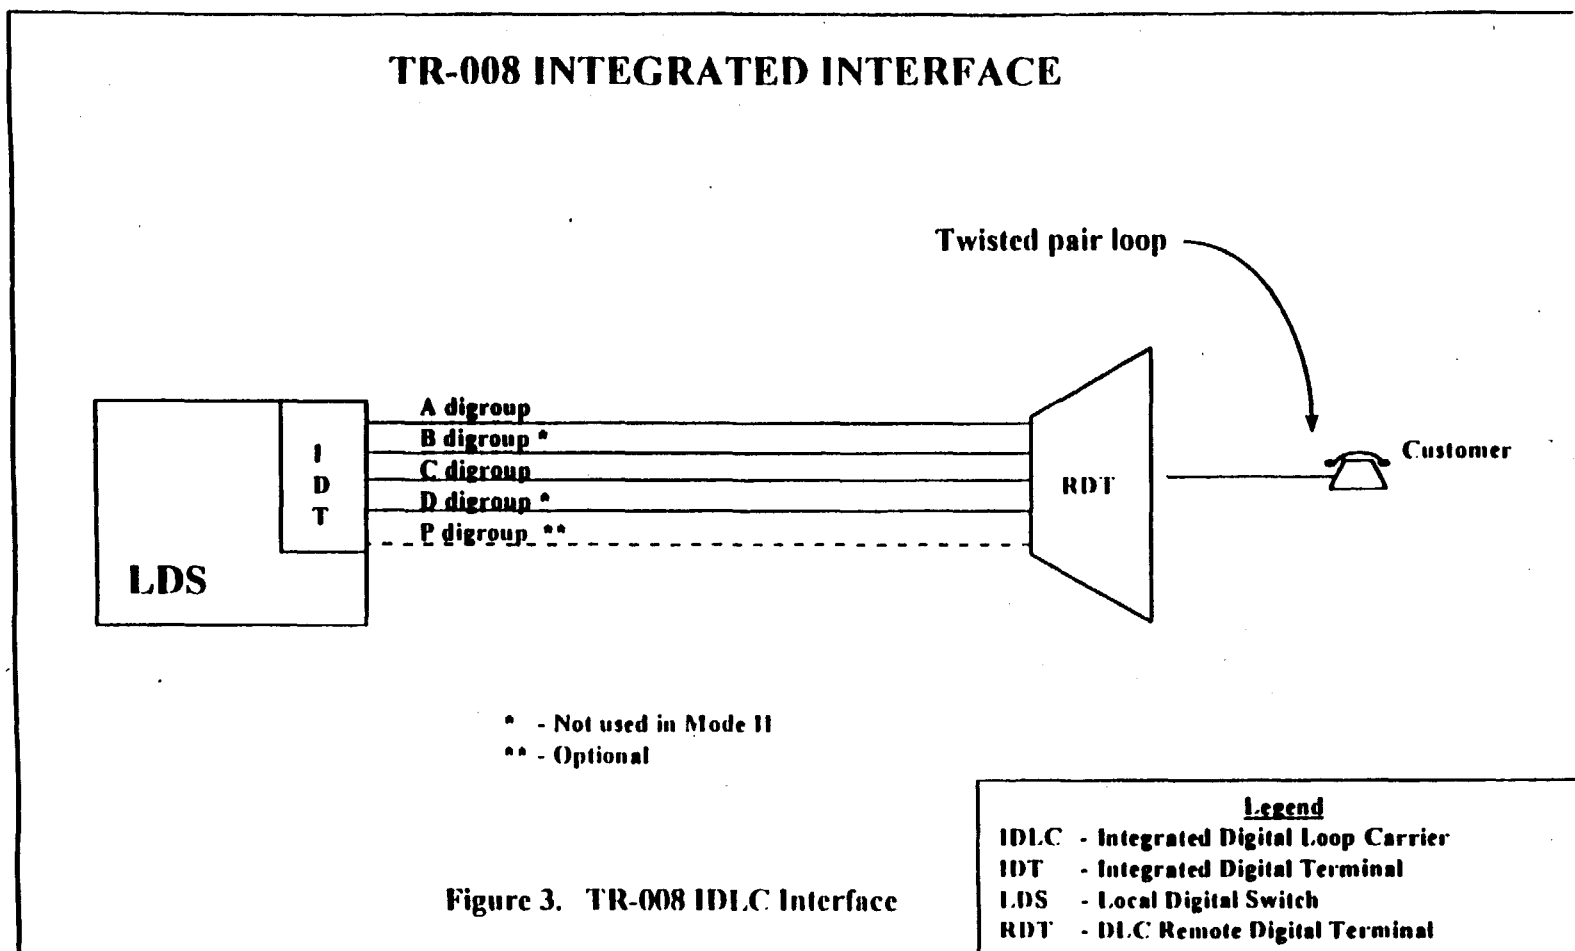 TR-008 INTEGRATED INTERFACE
Twisted pair loop
A digroup
B digroup *
C digroup
D digroup *
P digroup **
I
D
T
LDS
RDT
Customer
* - Not used in Mode II
** - Optional
Legend
IDLC - Integrated Digital Loop Carrier
IDT - Integrated Digital Terminal
LDS - Local Digital Switch
RDT - DLC Remote Digital Terminal
Figure 3. TR-008 IDLC Interface